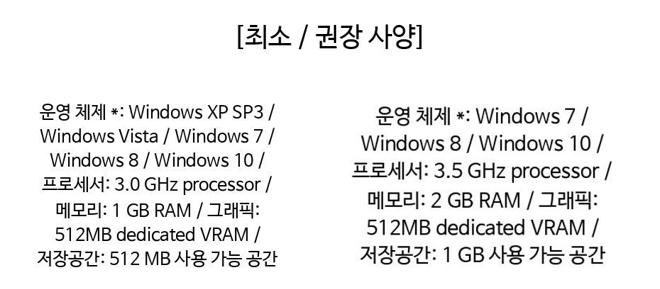 [최소 / 권장 사양]
운영 체제 *: Windows XP SP3 /
Windows Vista / Windows 7 /
Windows 8 / Windows 10 /
프로세서: 3.0 GHz processor /
메모리: 1 GB RAM / 그래픽:
512MB dedicated VRAM /
저장공간: 512 MB 사용 가능 공간
운영 체제 *: Windows 7 /
Windows 8 / Windows 10 /
프로세서: 3.5 GHz processor /
메모리: 2 GB RAM / 그래픽:
512MB dedicated VRAM /
저장공간: 1 GB 사용 가능 공간